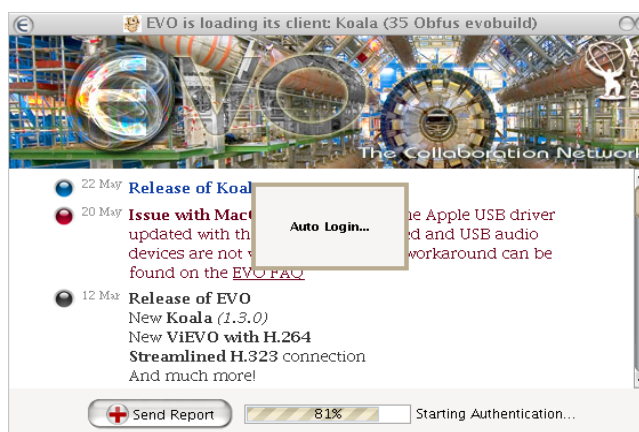 EVO is loading its client: Koala (35 Obfus evobuild)
EVO
The Collaboration Network
22 May Release of Koal
20 May Issue with Mac ne Apple USB driver
updated with th ed and USB audio
devices are not workaround can be
found on the EVO FAQ
Auto Login...
12 Mar Release of EVO
New Koala (1.3.0)
New ViEVO with H.264
Streamlined H.323 connection
And much more!
Send Report 81% Starting Authentication...